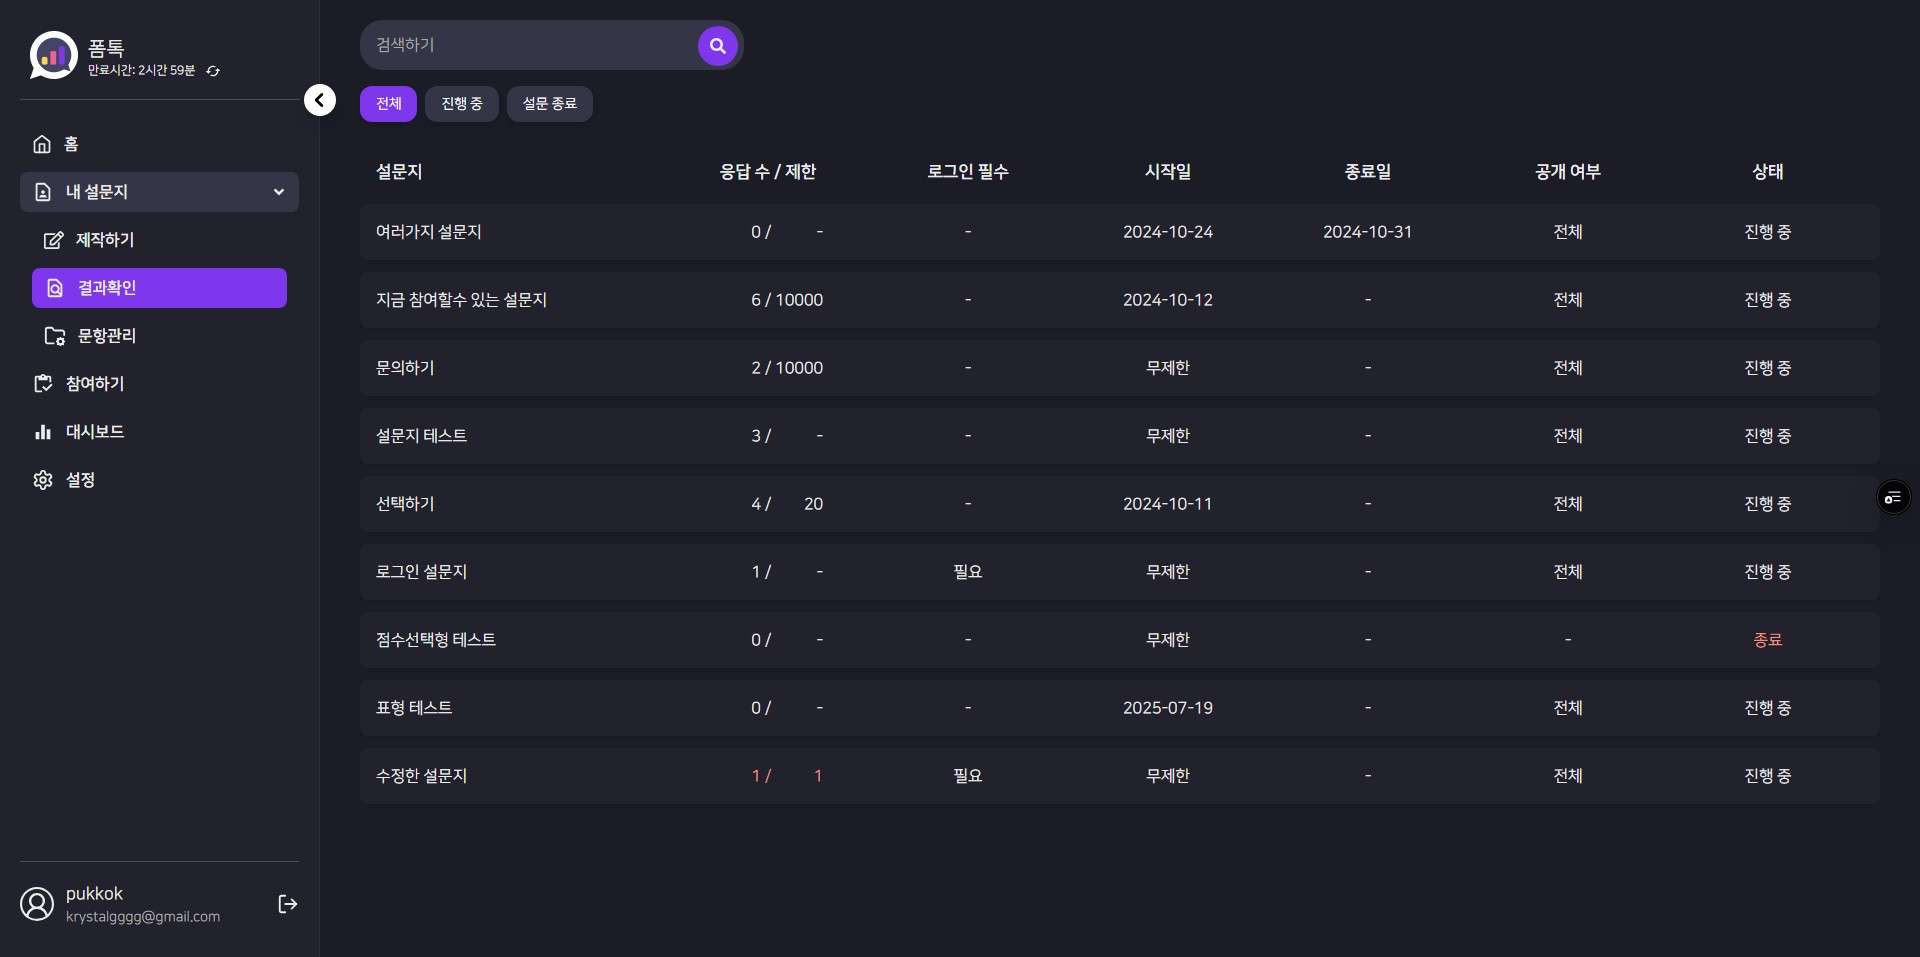 폼톡
만료시간: 2시간 59분
홈
내 설문지
제작하기
결과확인
문항관리
참여하기
대시보드
설정
pukkok
krystalgggg@gmail.com
검색하기
전체 진행 중 설문 종료
설문지 응답 수 / 제한 로그인 필수 시작일 종료일 공개 여부 상태
여러가지 설문지 0 / - - 2024-10-24 2024-10-31 전체 진행 중
지금 참여할수 있는 설문지 6 / 10000 - 2024-10-12 - 전체 진행 중
문의하기 2 / 10000 - 무제한 - 전체 진행 중
설문지 테스트 3 / - - 무제한 - 전체 진행 중
선택하기 4 / 20 - 2024-10-11 - 전체 진행 중
로그인 설문지 1 / - 필요 무제한 - 전체 진행 중
점수선택형 테스트 0 / - - 무제한 - - 종료
표형 테스트 0 / - - 2025-07-19 - 전체 진행 중
수정한 설문지 1 / 1 필요 무제한 - 전체 진행 중